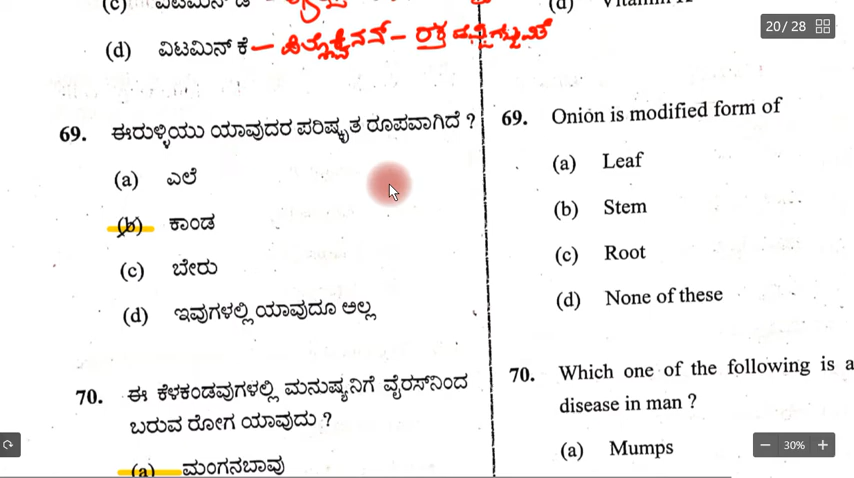 (c) ವಿಟಮಿನ್ ಡಿ
(d) ವಿಟಮಿನ್ ಕೆ –
69. ಈರುಳ್ಳಿಯು ಯಾವುದರ ಪರಿಷ್ಕೃತ ರೂಪವಾಗಿದೆ ?
(a) ಎಲೆ
(b) ಕಾಂಡ
(c) ಬೇರು
(d) ಇವುಗಳಲ್ಲಿ ಯಾವುದೂ ಅಲ್ಲ
70. ಈ ಕೆಳಕಂಡವುಗಳಲ್ಲಿ ಮನುಷ್ಯನಿಗೆ ವೈರಸ್‌ನಿಂದ
ಬರುವ ರೋಗ ಯಾವುದು ?
(a) ಮಂಗನಬಾವು
(d)
69. Onion is modified form of
(a) Leaf
(b) Stem
(c) Root
(d) None of these
70. Which one of the following is a
disease in man ?
(a) Mumps
20 / 28
30%